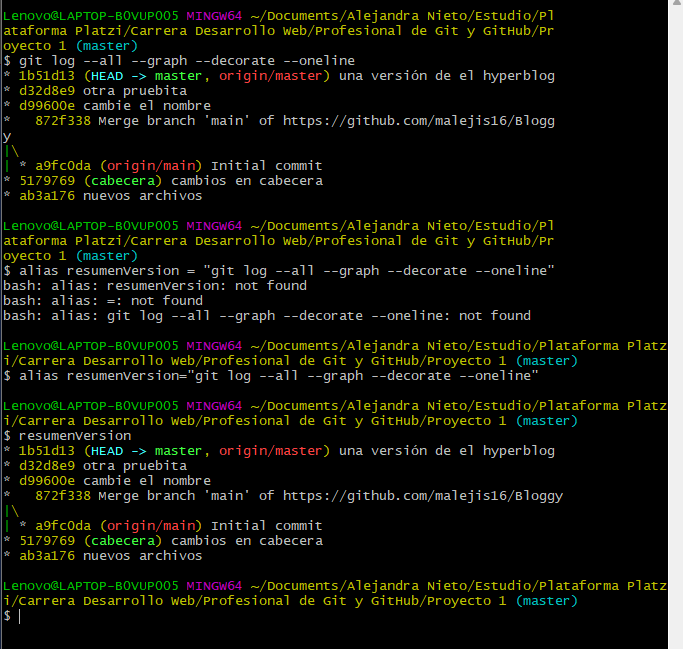 Lenovo@LAPTOP-B0VUP005 MINGW64 ~/Documents/Alejandra Nieto/Estudio/Pl
ataforma Platzi/Carrera Desarrollo Web/Profesional de Git y GitHub/Pr
oyecto 1 (master)
$ git log --all --graph --decorate --oneline
* 1b51d13 (HEAD -> master, origin/master) una versión de el hyperblog
* d32d8e9 otra pruebita
* d99600e cambie el nombre
*   872f338 Merge branch 'main' of https://github.com/malejis16/Blogg
y
|\
| * a9fc0da (origin/main) Initial commit
* 5179769 (cabecera) cambios en cabecera
* ab3a176 nuevos archivos
Lenovo@LAPTOP-B0VUP005 MINGW64 ~/Documents/Alejandra Nieto/Estudio/Pl
ataforma Platzi/Carrera Desarrollo Web/Profesional de Git y GitHub/Pr
oyecto 1 (master)
$ alias resumenVersion = "git log --all --graph --decorate --oneline"
bash: alias: resumenVersion: not found
bash: alias: =: not found
bash: alias: git log --all --graph --decorate --oneline: not found
Lenovo@LAPTOP-B0VUP005 MINGW64 ~/Documents/Alejandra Nieto/Estudio/Plataforma Platz
i/Carrera Desarrollo Web/Profesional de Git y GitHub/Proyecto 1 (master)
$ alias resumenVersion="git log --all --graph --decorate --oneline"
Lenovo@LAPTOP-B0VUP005 MINGW64 ~/Documents/Alejandra Nieto/Estudio/Plataforma Platz
i/Carrera Desarrollo Web/Profesional de Git y GitHub/Proyecto 1 (master)
$ resumenVersion
* 1b51d13 (HEAD -> master, origin/master) una versión de el hyperblog
* d32d8e9 otra pruebita
* d99600e cambie el nombre
*   872f338 Merge branch 'main' of https://github.com/malejis16/Bloggy
|\
| * a9fc0da (origin/main) Initial commit
* 5179769 (cabecera) cambios en cabecera
* ab3a176 nuevos archivos
Lenovo@LAPTOP-B0VUP005 MINGW64 ~/Documents/Alejandra Nieto/Estudio/Plataforma Platz
i/Carrera Desarrollo Web/Profesional de Git y GitHub/Proyecto 1 (master)
$